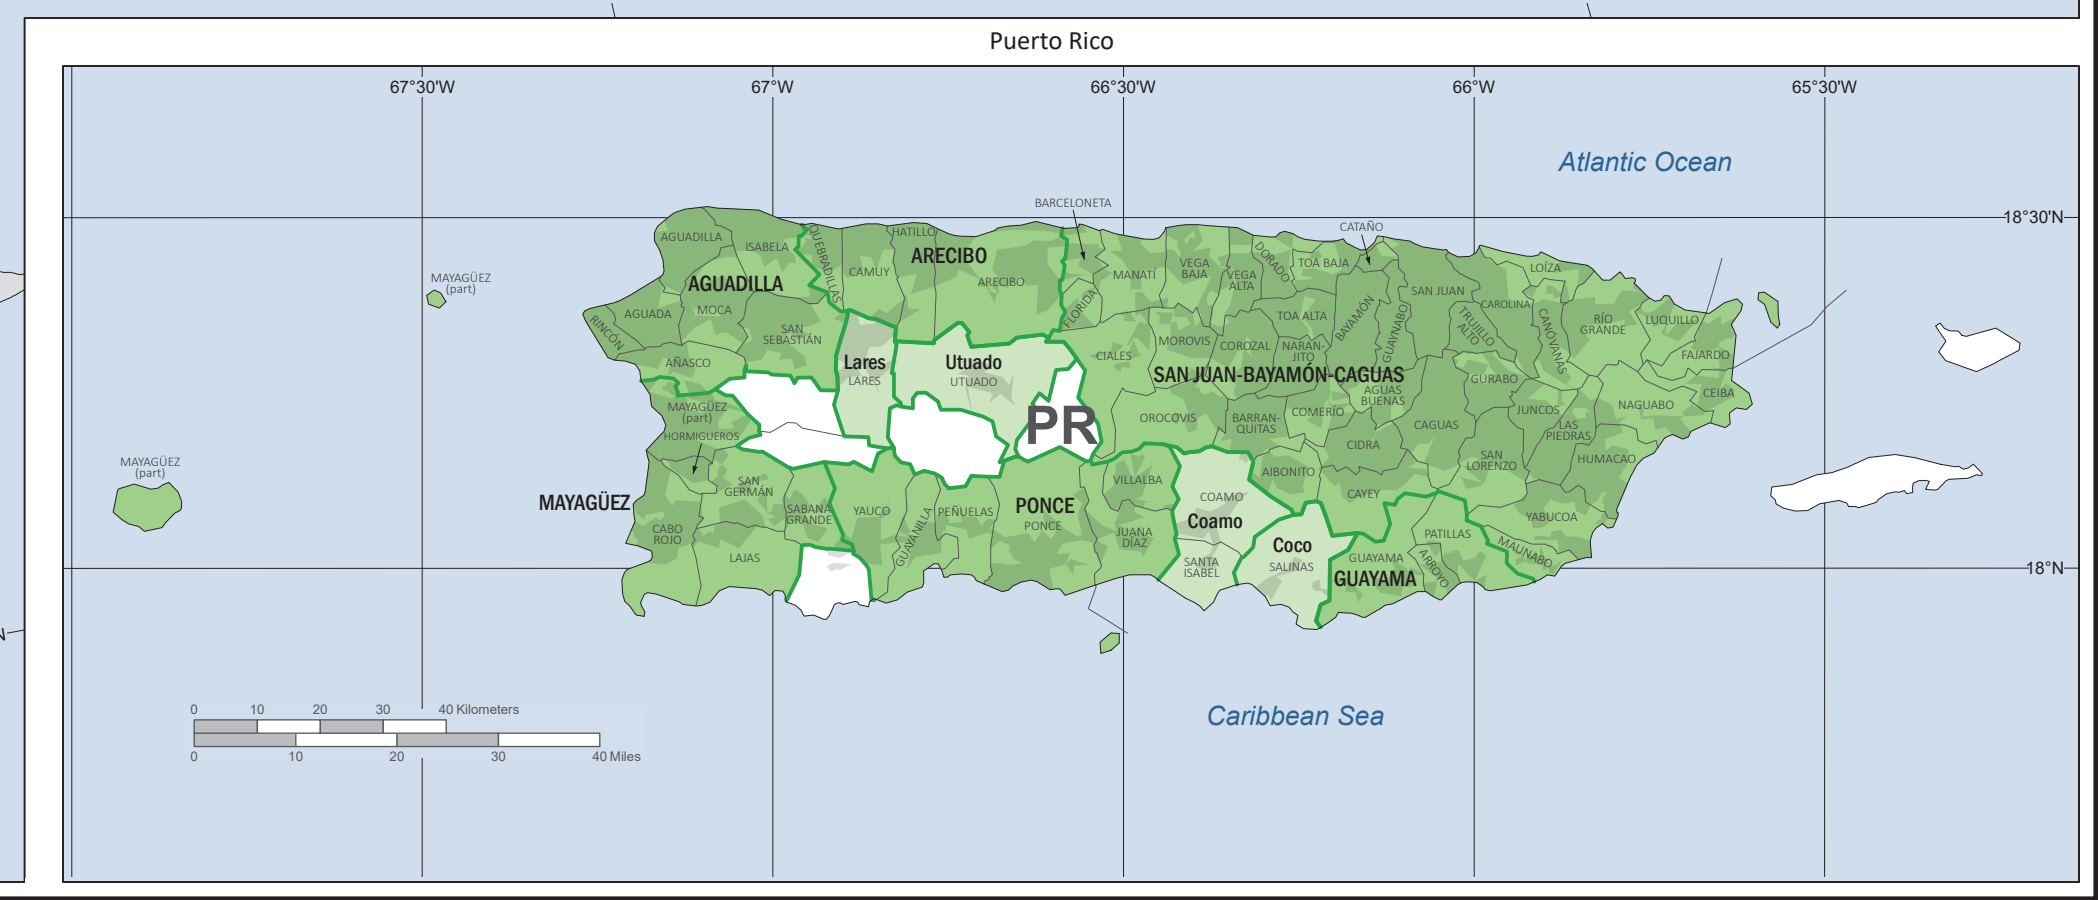 Puerto Rico
67°30'W
67°W
66°30'W
66°W
65°30'W
Atlantic Ocean
18°30'N
BARCELONETA
CATAÑO
AGUADILLA
ISABELA
QUEBRADILLAS
HATILLO
ARECIBO
CAMUY
ARECIBO
AGUADILLA
MOCA
AGUADA
RINCÓN
SAN
SEBASTIÁN
AÑASCO
MAYAGÜEZ
(part)
MAYAGÜEZ
(part)
MAYAGÜEZ
(part)
HORMIGUEROS
MAYAGÜEZ
CABO
ROJO
SAN
GERMÁN
LAJAS
SABANA
GRANDE
Lares
LARES
Utuado
UTUADO
PR
FLORIDA
MANATÍ
VEGA
BAJA
VEGA
ALTA
DORADO
TOA BAJA
TOA ALTA
BAYAMÓN
GUAYNABO
SAN JUAN
TRUJILLO
ALTO
CAROLINA
LOÍZA
CANÓVANAS
RÍO
GRANDE
LUQUILLO
FAJARDO
CEIBA
CIALES
MOROVIS
COROZAL
NARAN-
JITO
SAN JUAN-BAYAMÓN-CAGUAS
AGUAS
BUENAS
GURABO
JUNCOS
NAGUABO
OROCOVIS
BARRAN-
QUITAS
COMERÍO
CIDRA
CAGUAS
LAS
PIEDRAS
SAN
LORENZO
HUMACAO
AIBONITO
CAYEY
YABUCOA
YAUCO
GUAYANILLA
PEÑUELAS
PONCE
PONCE
VILLALBA
JUANA
DÍAZ
COAMO
Coamo
SANTA
ISABEL
Coco
SALINAS
GUAYAMA
GUAYAMA
ARROYO
PATILLAS
MAUNABO
18°N
N
Caribbean Sea
0 10 20 30 40 Kilometers
0 10 20 30 40 Miles